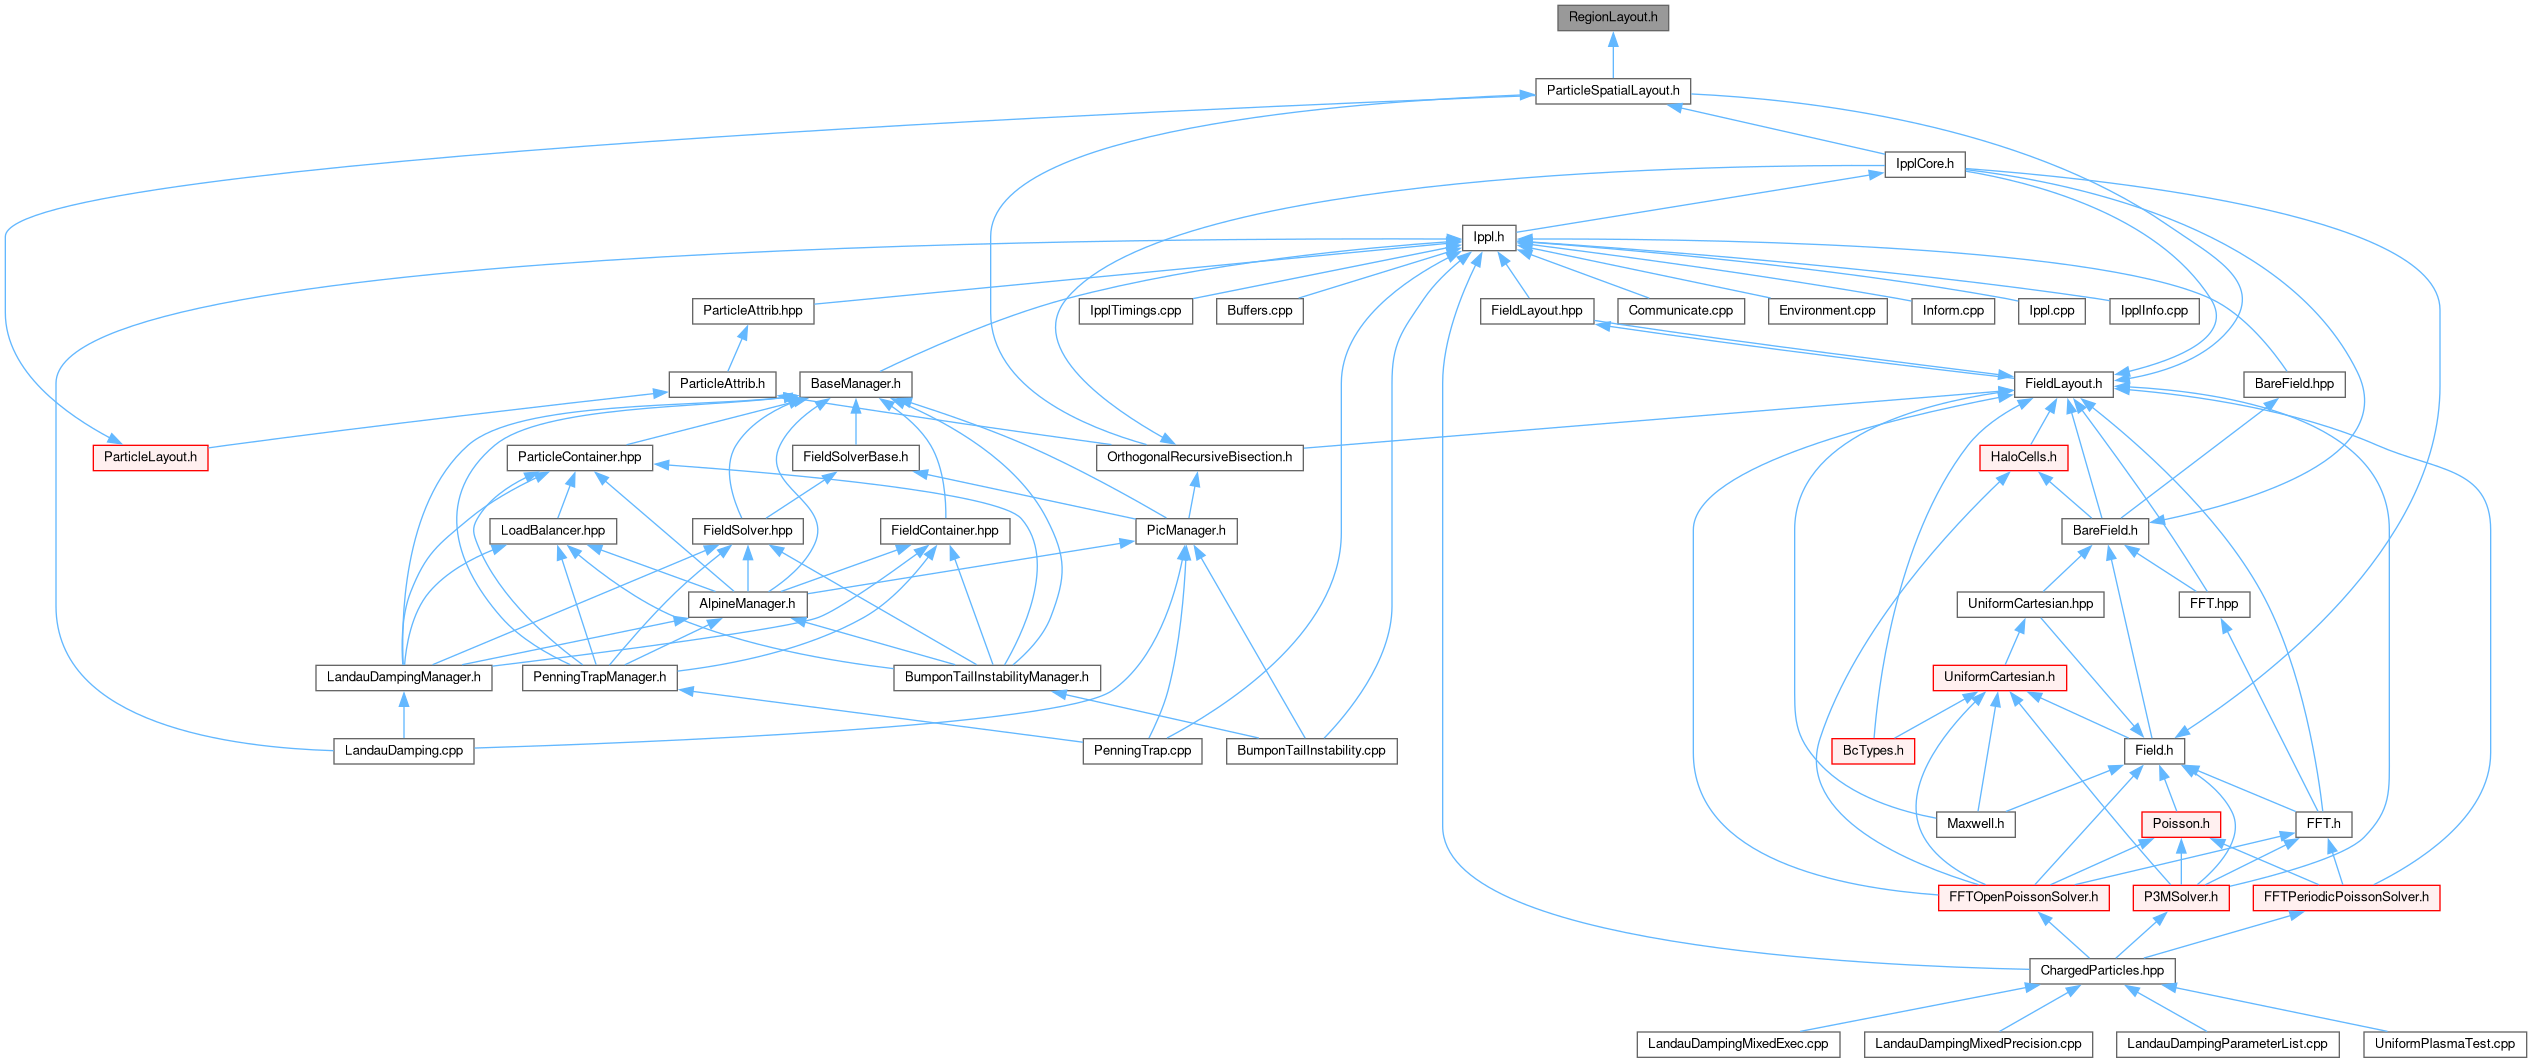 RegionLayout.h
ParticleSpatialLayout.h
IpplCore.h
Ippl.h
ParticleAttrib.hpp
IpplTimings.cpp
Buffers.cpp
FieldLayout.hpp
Communicate.cpp
Environment.cpp
Inform.cpp
Ippl.cpp
IpplInfo.cpp
ParticleAttrib.h
BaseManager.h
FieldLayout.h
BareField.hpp
ParticleLayout.h
ParticleContainer.hpp
FieldSolverBase.h
OrthogonalRecursiveBisection.h
HaloCells.h
LoadBalancer.hpp
FieldSolver.hpp
FieldContainer.hpp
PicManager.h
BareField.h
AlpineManager.h
UniformCartesian.hpp
FFT.hpp
LandauDampingManager.h
PenningTrapManager.h
BumponTailInstabilityManager.h
UniformCartesian.h
LandauDamping.cpp
PenningTrap.cpp
BumponTailInstability.cpp
BcTypes.h
Field.h
Maxwell.h
Poisson.h
FFT.h
FFTOpenPoissonSolver.h
P3MSolver.h
FFTPeriodicPoissonSolver.h
ChargedParticles.hpp
LandauDampingMixedExec.cpp
LandauDampingMixedPrecision.cpp
LandauDampingParameterList.cpp
UniformPlasmaTest.cpp